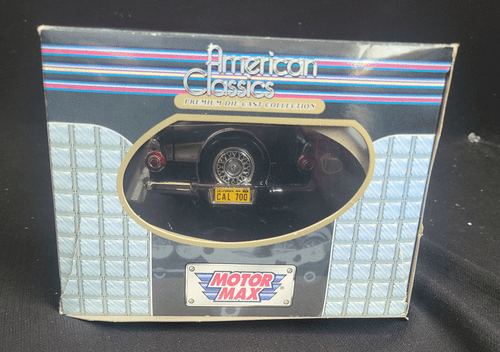 American
Classics
PREMIUM DIE CAST COLLECTION
CAL 700
MOTOR
MAX